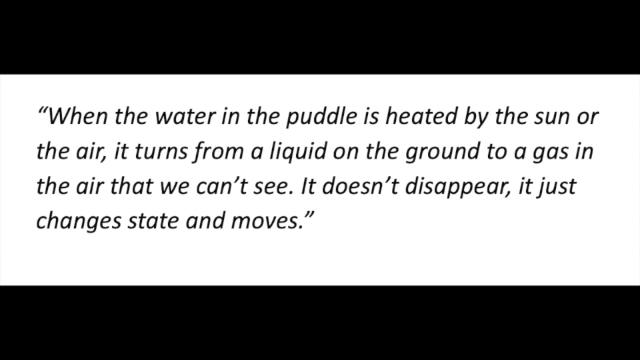 “When the water in the puddle is heated by the sun or
the air, it turns from a liquid on the ground to a gas in
the air that we can’t see. It doesn’t disappear, it just
changes state and moves.”